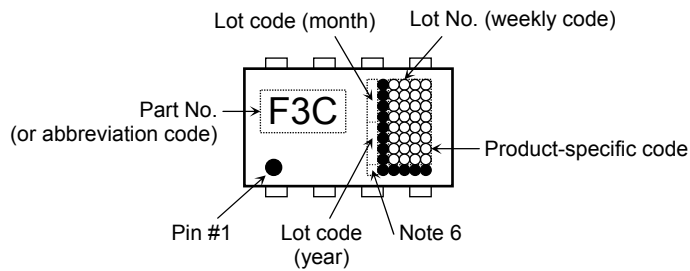 Lot code (month)
Lot No. (weekly code)
Part No.
(or abbreviation code)
F3C
Product-specific code
Pin #1
Lot code
(year)
Note 6